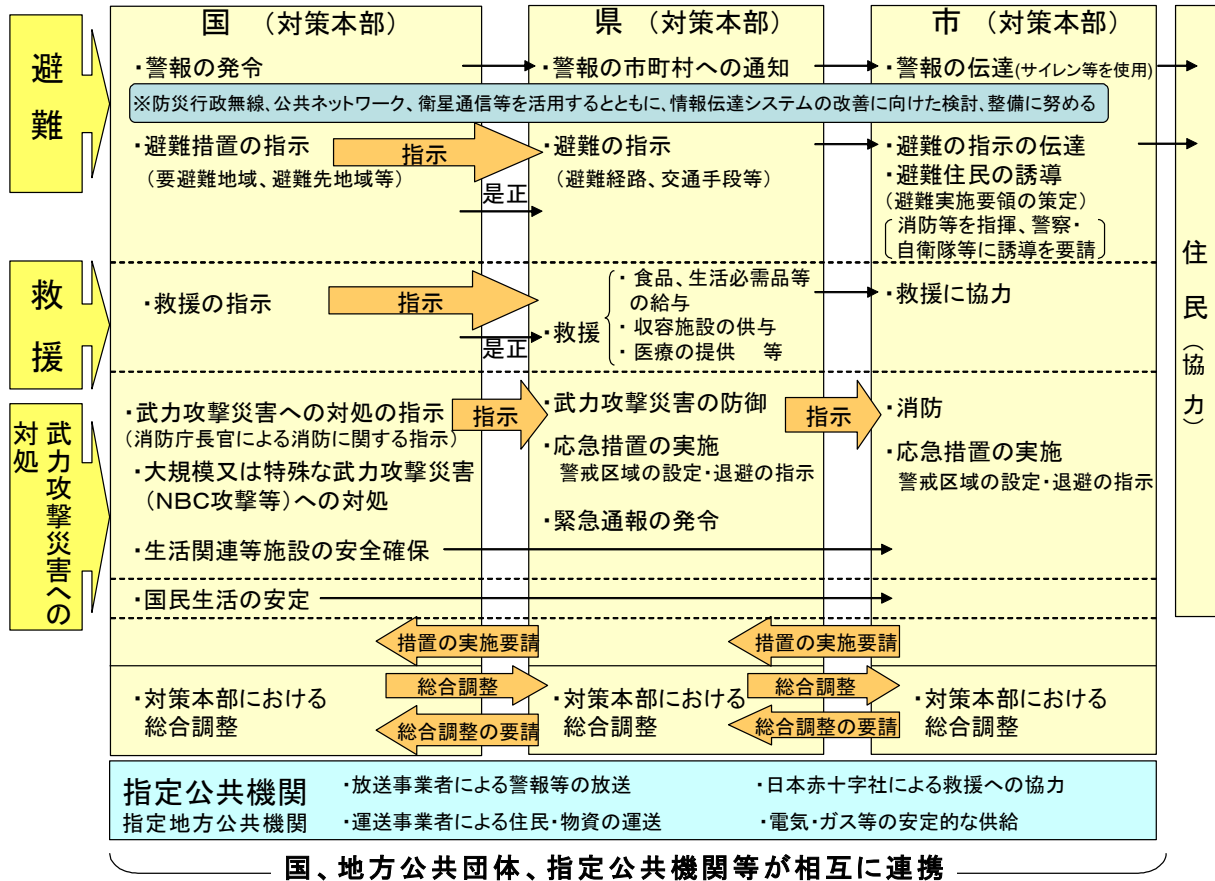 国 (対策本部)
県 (対策本部)
市 (対策本部)
避難
・警報の発令
・警報の市町村への通知
・警報の伝達(サイレン等を使用)
※防災行政無線、公共ネットワーク、衛星通信等を活用するとともに、情報伝達システムの改善に向けた検討、整備に努める
・避難措置の指示
(要避難地域、避難先地域等)
指示
是正
・避難の指示
(避難経路、交通手段等)
・避難の指示の伝達
・避難住民の誘導
(避難実施要領の策定)
消防等を指揮、警察・
自衛隊等に誘導を要請
住民(協力)
救援
・救援の指示
指示
是正
・救援
・食品、生活必需品等
の給与
・収容施設の供与
・医療の提供 等
・救援に協力
武力攻撃災害への
対処
・武力攻撃災害への対処の指示
(消防庁長官による消防に関する指示)
指示
・武力攻撃災害の防御
指示
・消防
・大規模又は特殊な武力攻撃災害
(NBC攻撃等)への対処
・応急措置の実施
警戒区域の設定・退避の指示
・応急措置の実施
警戒区域の設定・退避の指示
・緊急通報の発令
・生活関連等施設の安全確保
・国民生活の安定
措置の実施要請
措置の実施要請
・対策本部における
総合調整
総合調整
総合調整の要請
・対策本部における
総合調整
総合調整
総合調整の要請
・対策本部における
総合調整
指定公共機関
指定地方公共機関
・放送事業者による警報等の放送
・日本赤十字社による救援への協力
・運送事業者による住民・物資の運送
・電気・ガス等の安定的な供給
国、地方公共団体、指定公共機関等が相互に連携